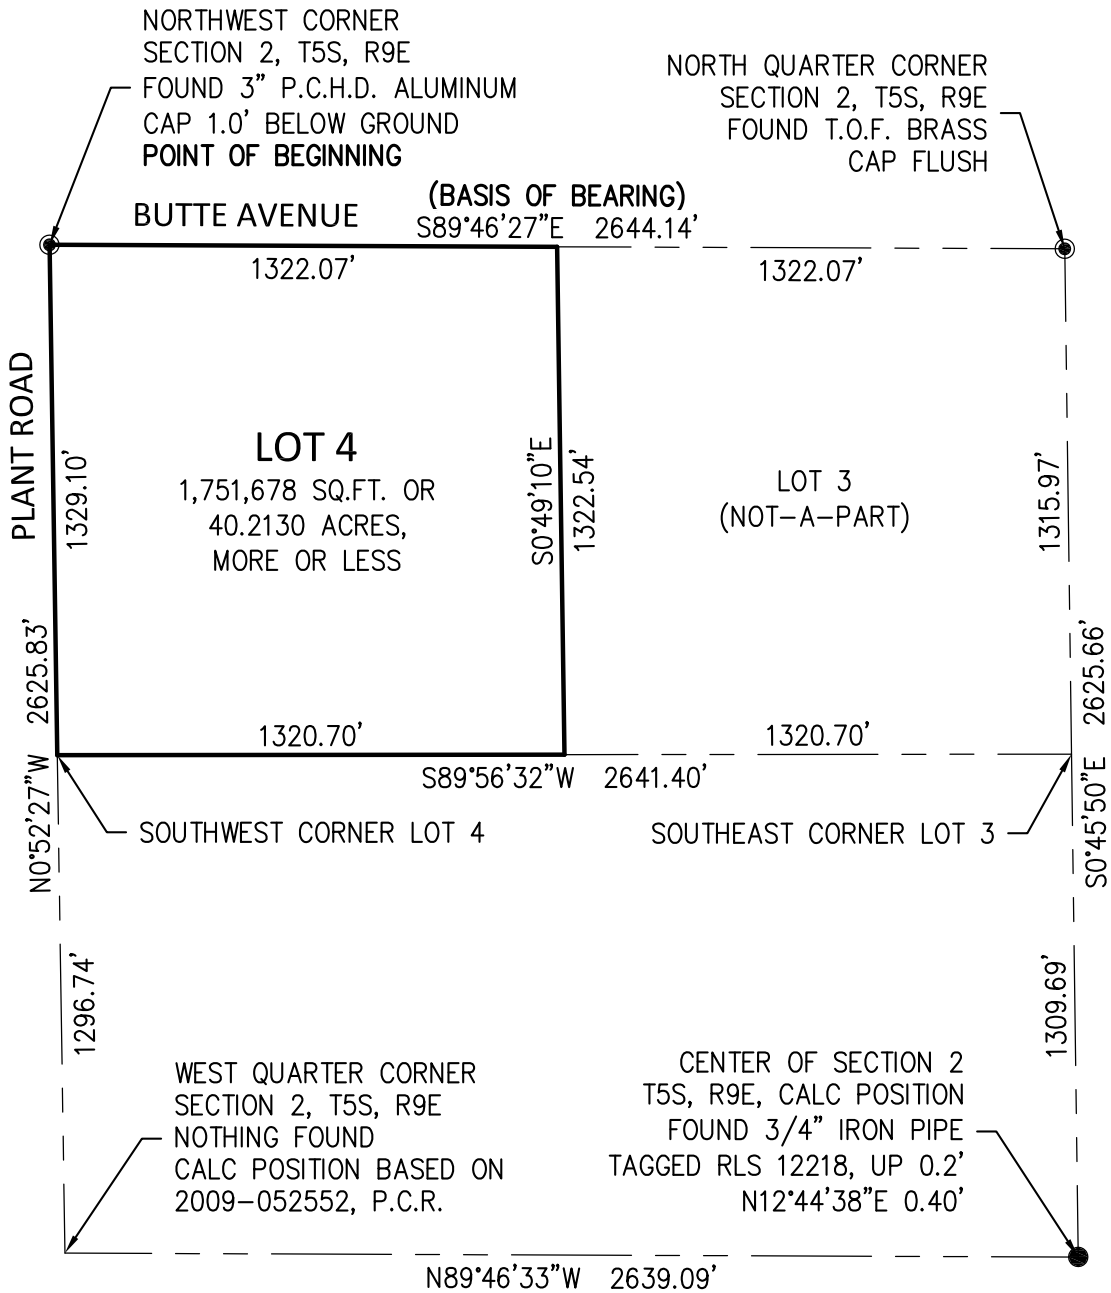 NORTHWEST CORNER
SECTION 2, T5S, R9E
FOUND 3" P.C.H.D. ALUMINUM
CAP 1.0' BELOW GROUND
POINT OF BEGINNING
NORTH QUARTER CORNER
SECTION 2, T5S, R9E
FOUND T.O.F. BRASS
CAP FLUSH
(BASIS OF BEARING)
BUTTE AVENUE
S89°46'27"E 2644.14'
1322.07'
1322.07'
PLANT ROAD
1329.10'
LOT 4
1,751,678 SQ.FT. OR
40.2130 ACRES,
MORE OR LESS
S0°49'10"E
1322.54'
LOT 3
(NOT-A-PART)
1315.97'
N0°52'27"W 2625.83'
S0°45'50"E 2625.66'
1320.70'
1320.70'
S89°56'32"W 2641.40'
SOUTHWEST CORNER LOT 4
SOUTHEAST CORNER LOT 3
1296.74'
1309.69'
WEST QUARTER CORNER
SECTION 2, T5S, R9E
NOTHING FOUND
CALC POSITION BASED ON
2009-052552, P.C.R.
CENTER OF SECTION 2
T5S, R9E, CALC POSITION
FOUND 3/4" IRON PIPE
TAGGED RLS 12218, UP 0.2'
N12°44'38"E 0.40'
N89°46'33"W 2639.09'